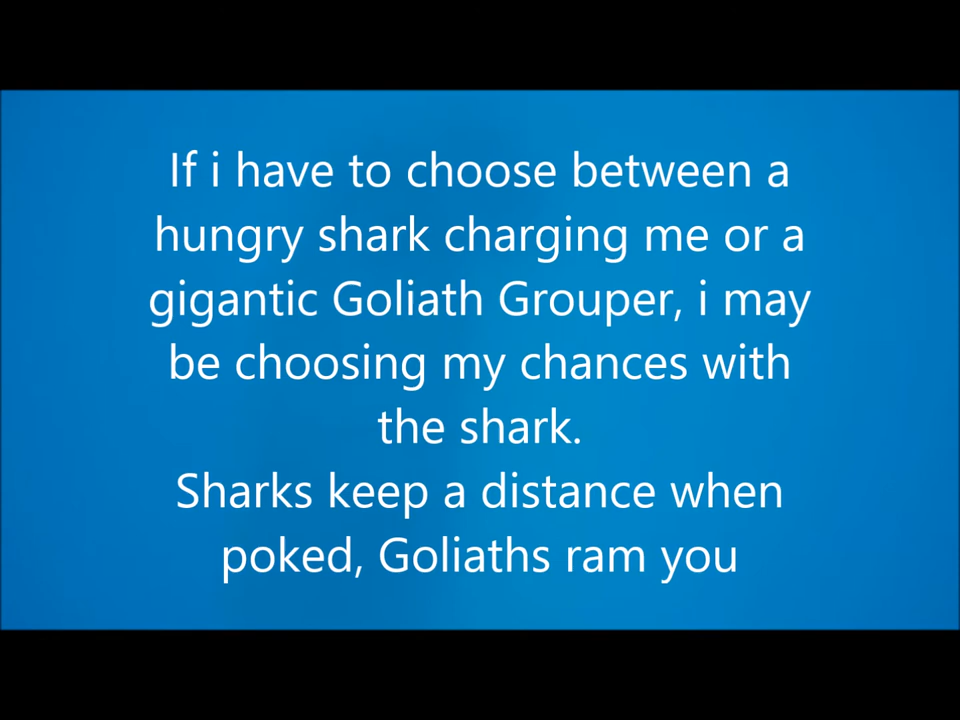 If i have to choose between a
hungry shark charging me or a
gigantic Goliath Grouper, i may
be choosing my chances with
the shark.
Sharks keep a distance when
poked, Goliaths ram you